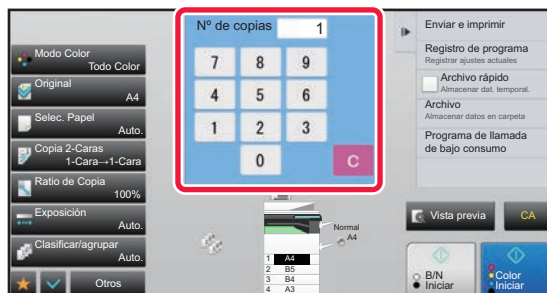 Modo Color
Todo Color
Original
A4
Selec. Papel
Auto.
Copia 2-Caras
1-Cara→1-Cara
Ratio de Copia
100%
Exposición
Auto.
Clasificar/agrupar
Auto.
Otros
Nº de copias 1
7 8 9
4 5 6
1 2 3
0 C
Normal
A4
1 A4
2 B5
3 B4
4 A3
Enviar e imprimir
Registro de programa
Registrar ajustes actuales
Archivo rápido
Almacenar dat. temporal.
Archivo
Almacenar datos en carpeta
Programa de llamada
de bajo consumo
Vista previa
CA
B/N
Iniciar
Color
Iniciar